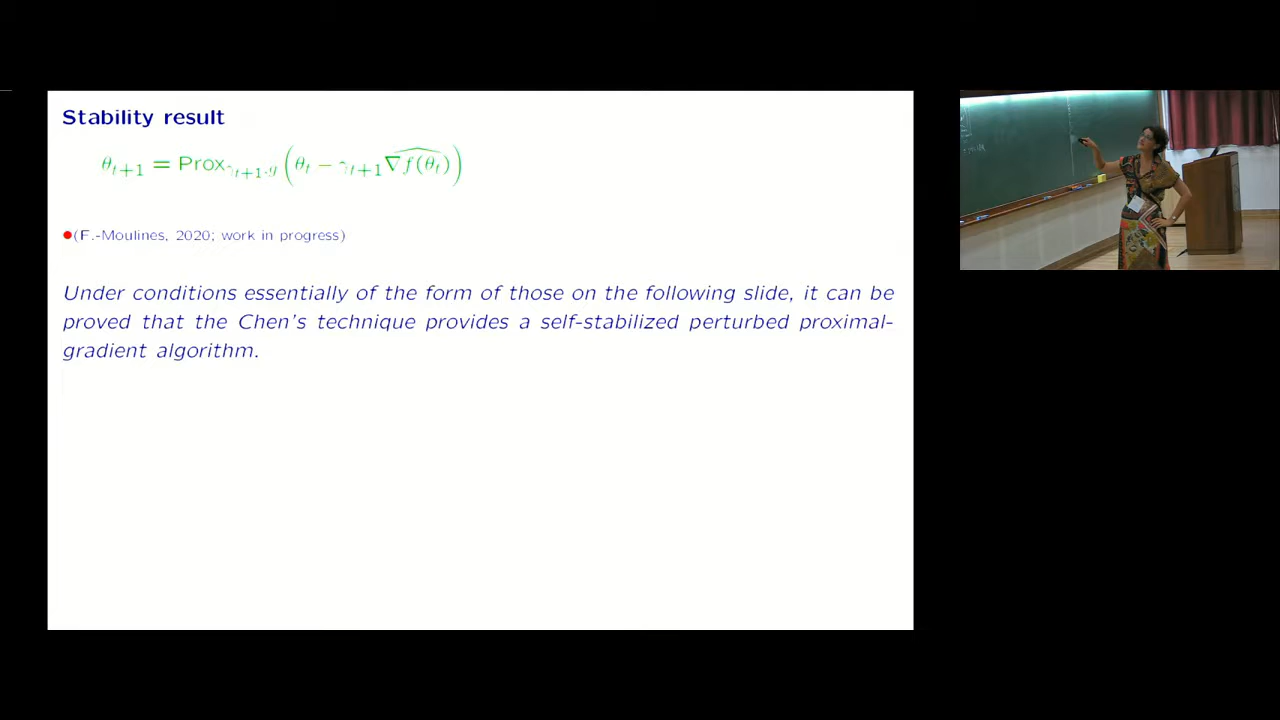 Stability result
θ_{t+1} = Prox_{γ_{t+1},g} ( θ_t − γ_{t+1} \widehat{∇f(θ_t)} )
●(F.-Moulines, 2020; work in progress)
Under conditions essentially of the form of those on the following slide, it can be
proved that the Chen's technique provides a self-stabilized perturbed proximal-
gradient algorithm.